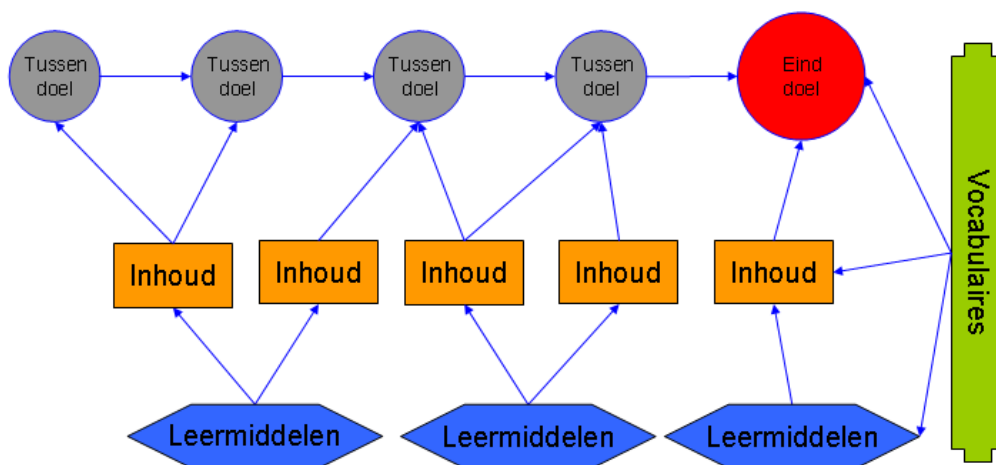 Tussen
doel
Tussen
doel
Tussen
doel
Tussen
doel
Eind
doel
Inhoud
Inhoud
Inhoud
Inhoud
Inhoud
Leermiddelen
Leermiddelen
Leermiddelen
Vocabulaires